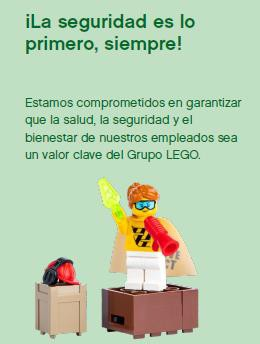 ¡La seguridad es lo
primero, siempre!
Estamos comprometidos en garantizar
que la salud, la seguridad y el
bienestar de nuestros empleados sea
un valor clave del Grupo LEGO.